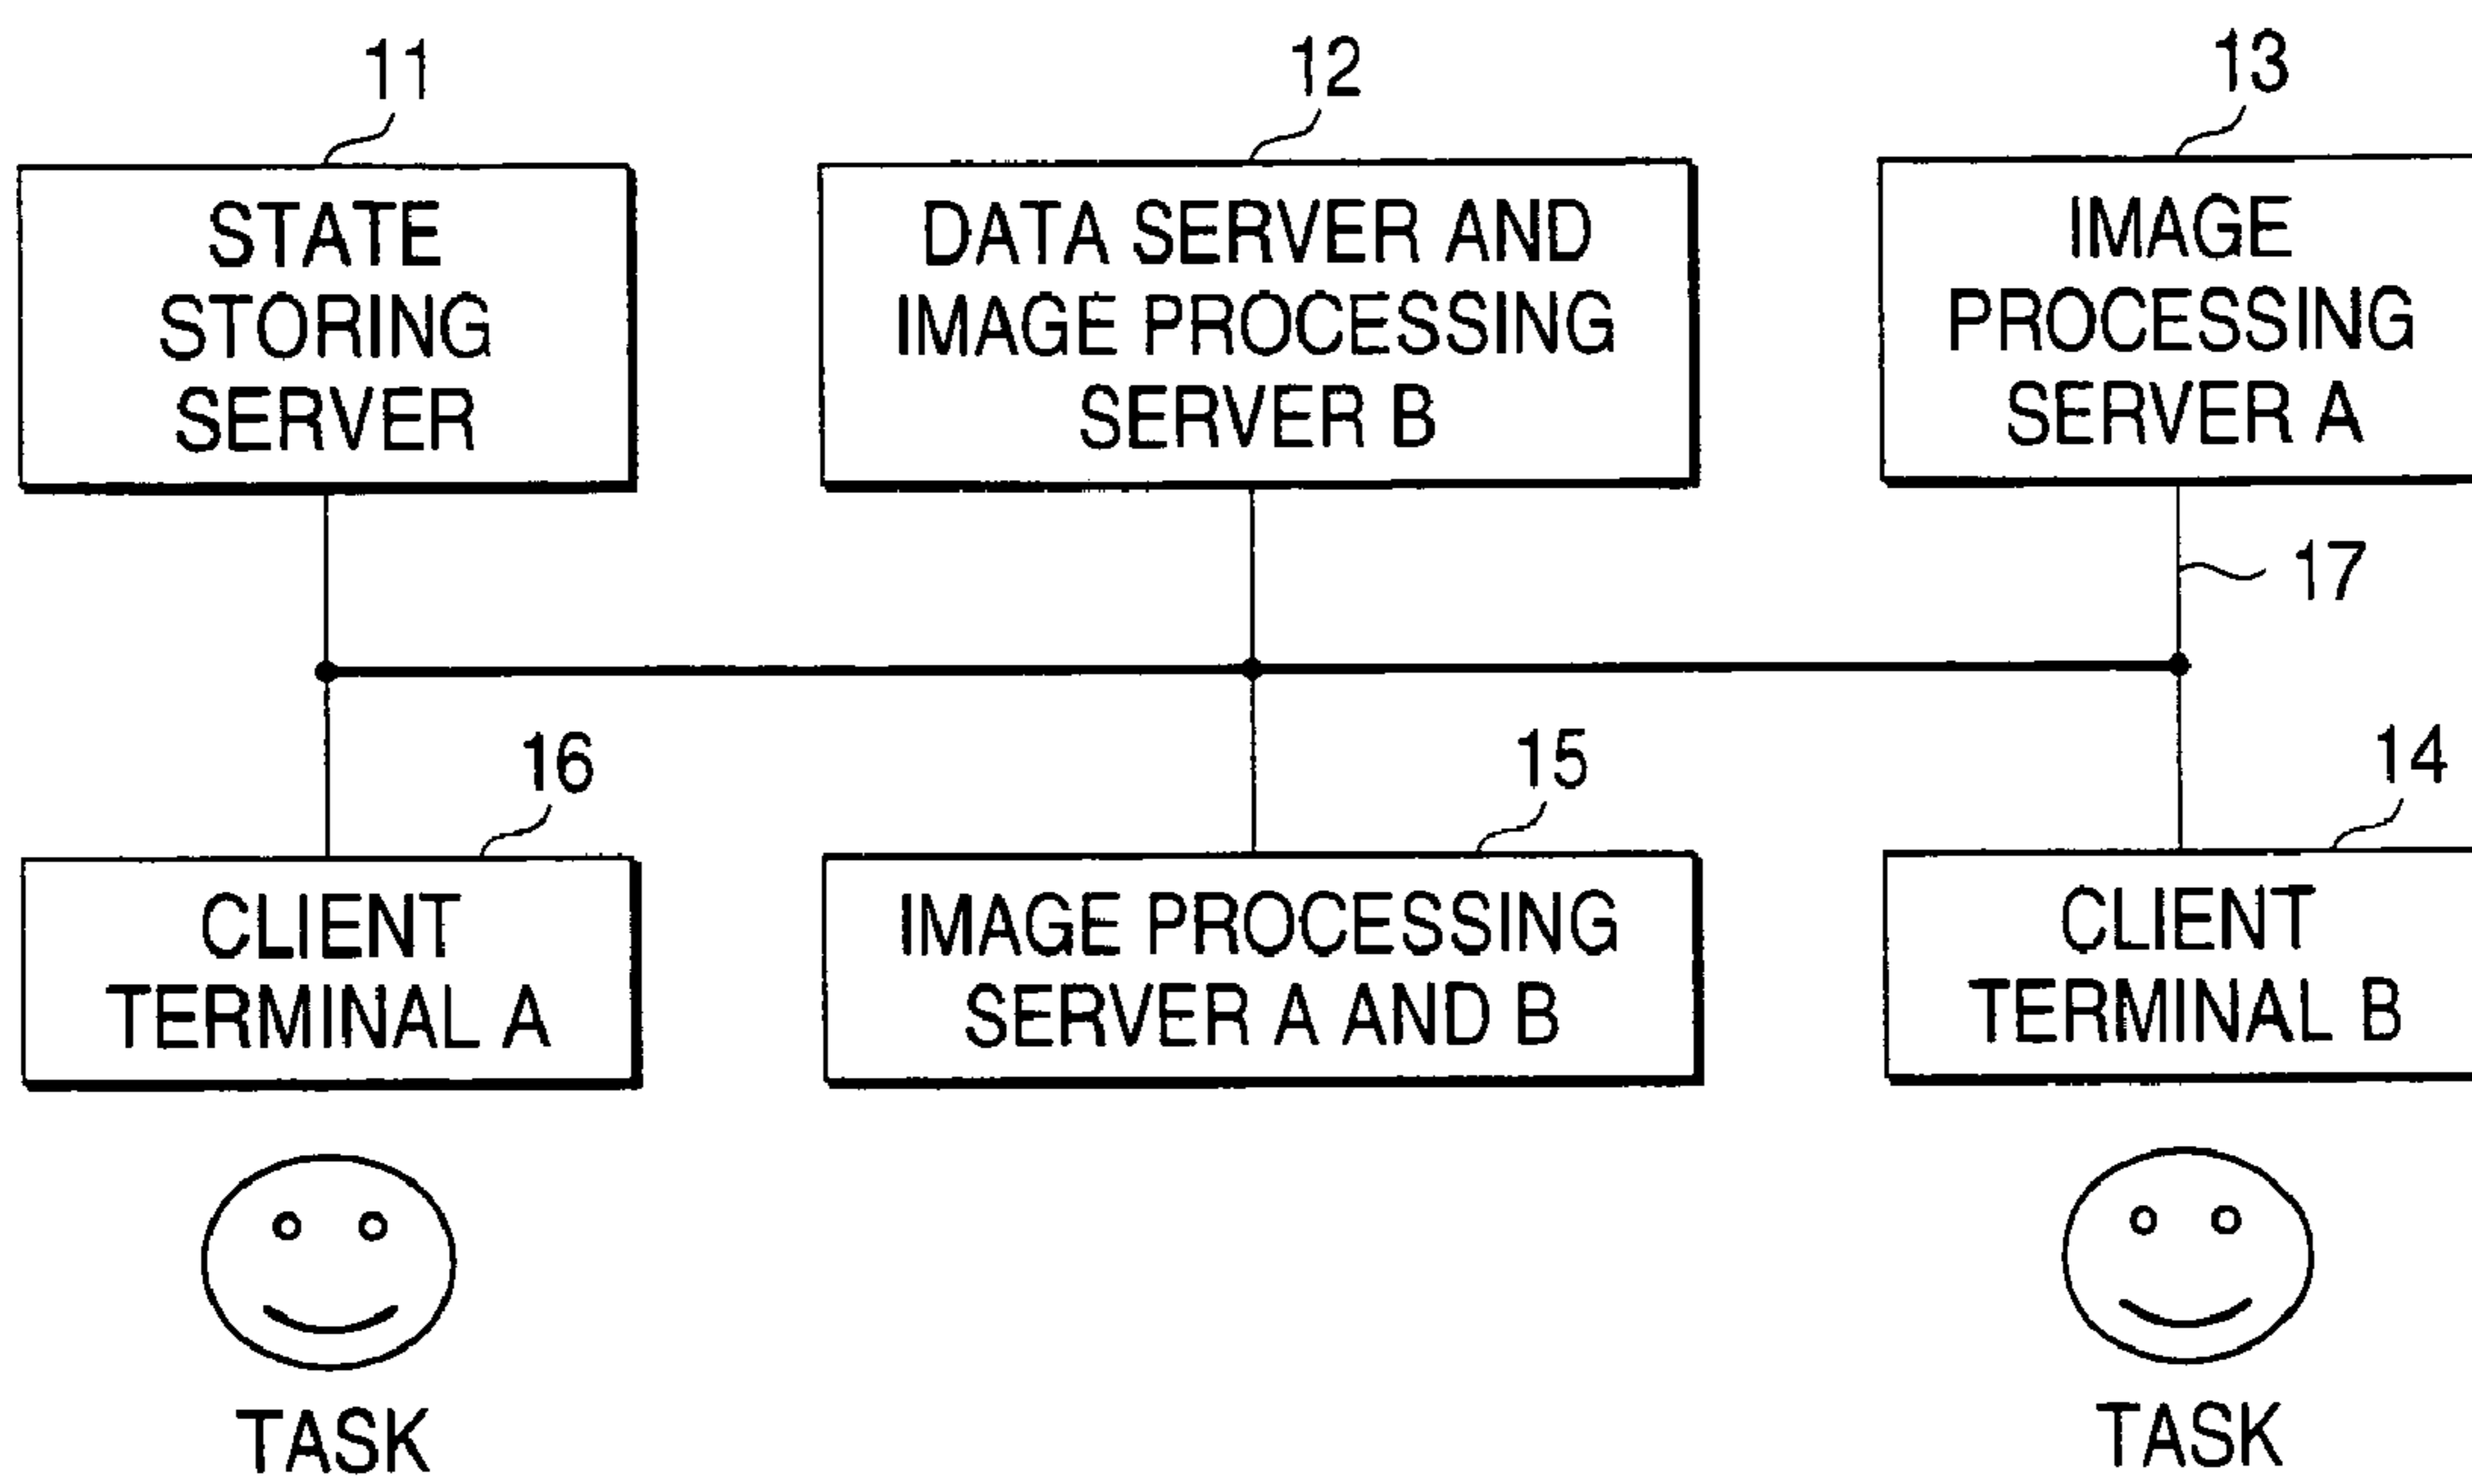 11
12
13
STATE
STORING
SERVER
DATA SERVER AND
IMAGE PROCESSING
SERVER B
IMAGE
PROCESSING
SERVER A
17
16
15
14
CLIENT
TERMINAL A
IMAGE PROCESSING
SERVER A AND B
CLIENT
TERMINAL B
TASK
TASK